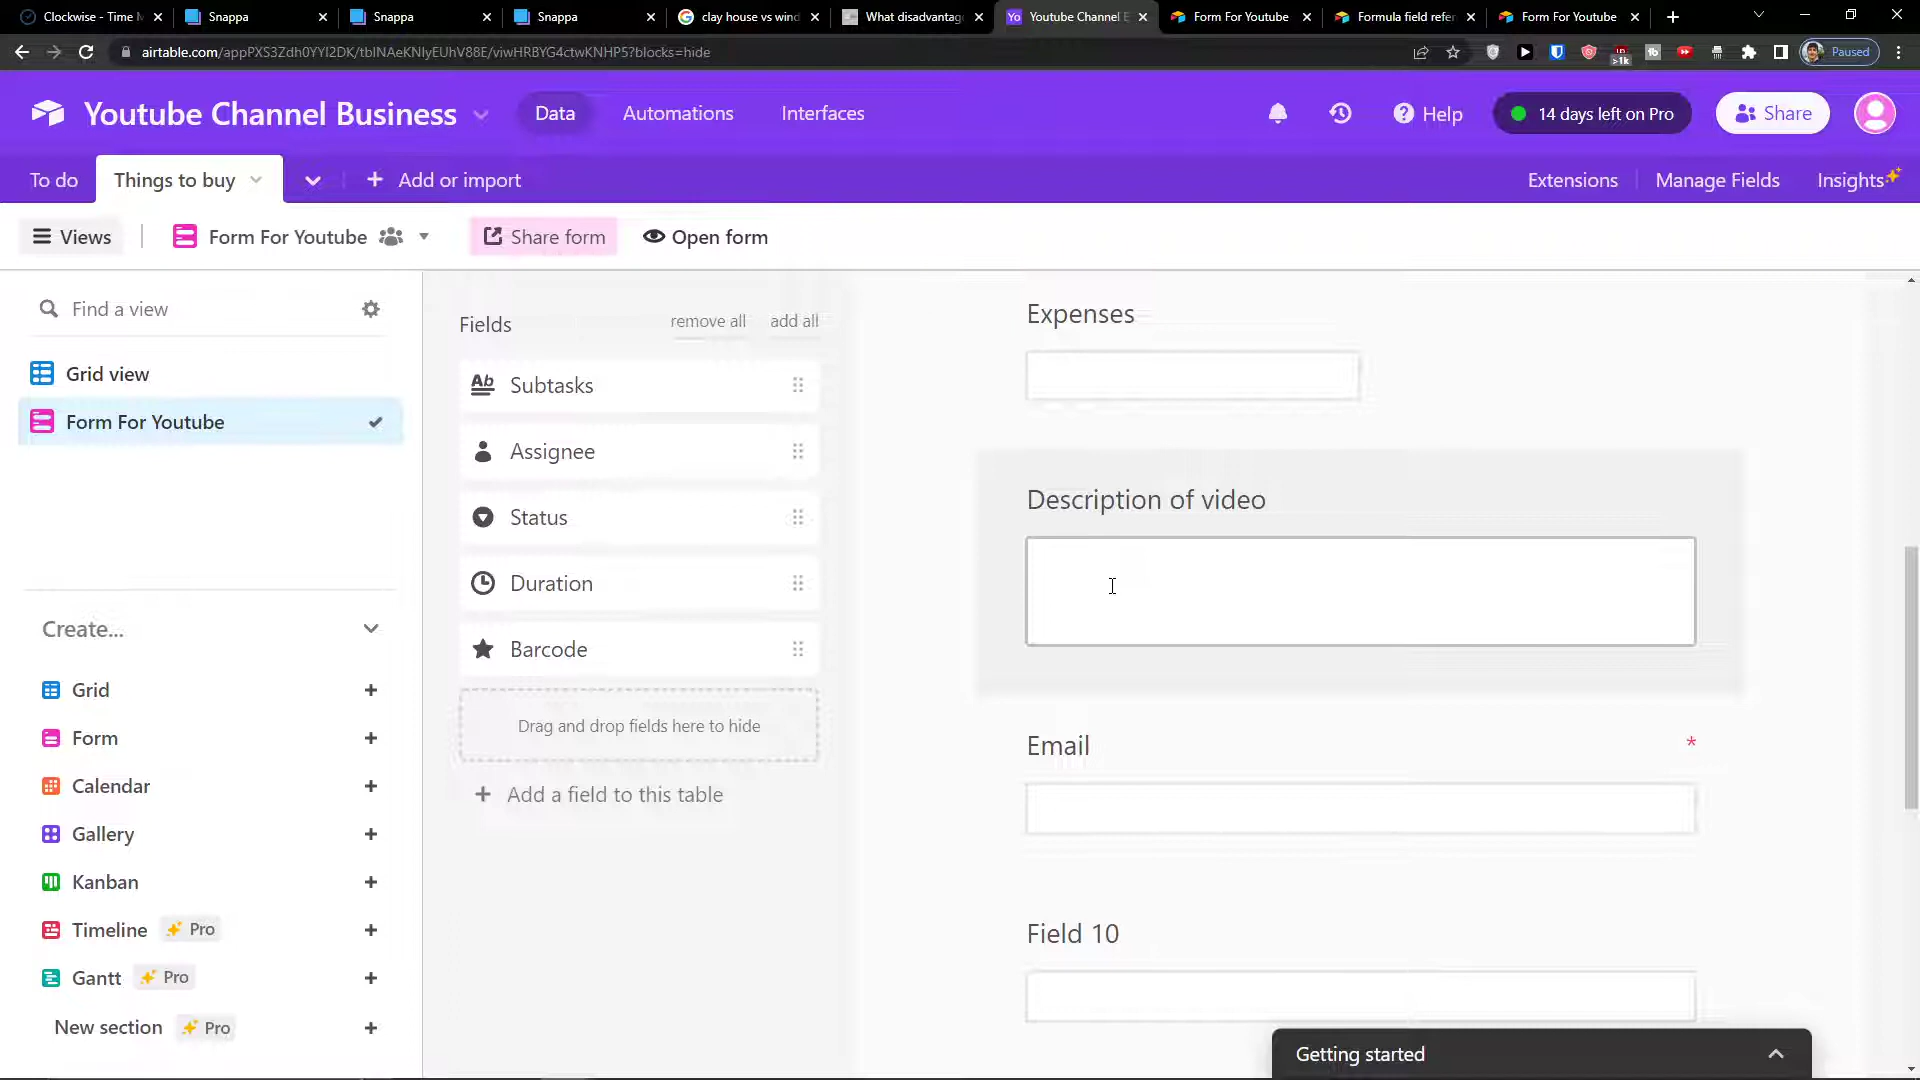 Clockwise - Time M
Snappa
Snappa
Snappa
clay house vs wind
What disadvantag
Youtube Channel B
Form For Youtube
Formula field refer
Form For Youtube
airtable.com/appPXS3Zdh0YYI2DK/tblNAeKNIyEUhV88E/viwHRBYG4ctwKNHP5?blocks=hide
Paused
Youtube Channel Business
Data
Automations
Interfaces
Help
14 days left on Pro
Share
To do
Things to buy
Add or import
Extensions
Manage Fields
Insights
Views
Form For Youtube
Share form
Open form
Find a view
Grid view
Form For Youtube
Create...
Grid
Form
Calendar
Gallery
Kanban
Timeline Pro
Gantt Pro
New section Pro
Fields
remove all
add all
Subtasks
Assignee
Status
Duration
Barcode
Drag and drop fields here to hide
Add a field to this table
Expenses
Description of video
Email *
Field 10
Getting started